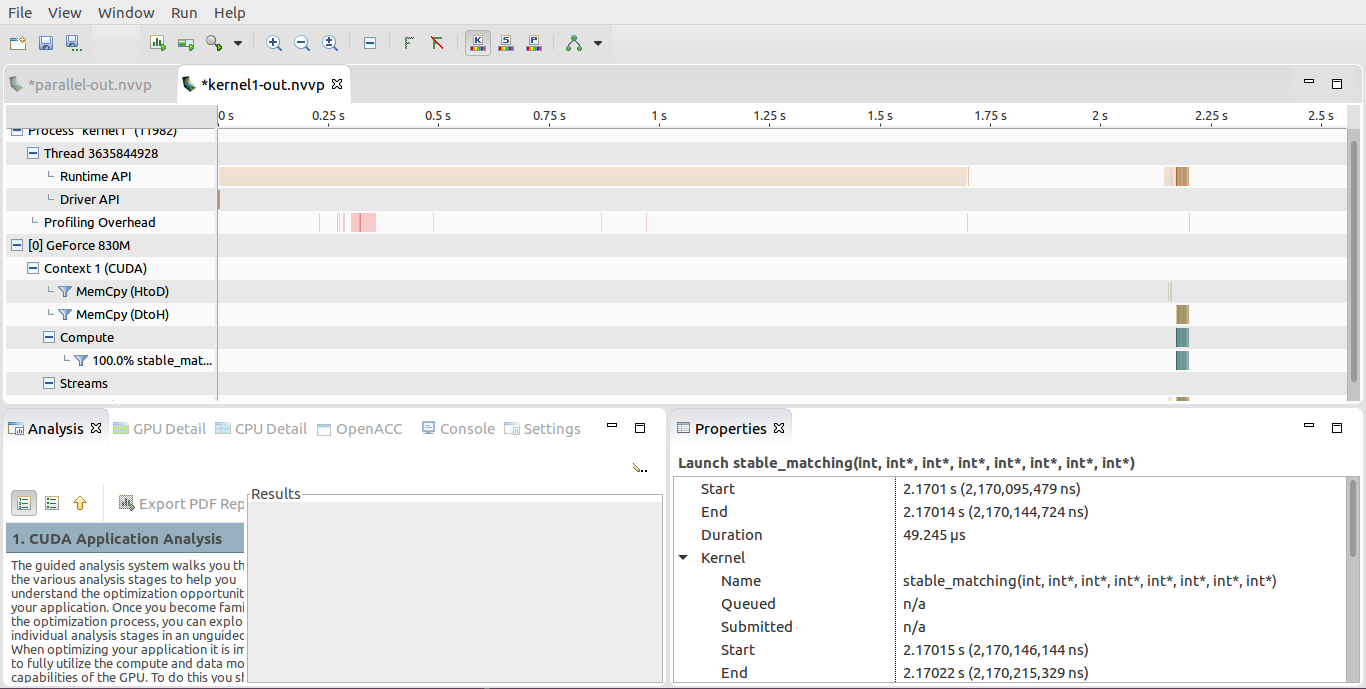 File View Window Run Help
*parallel-out.nvvp *kernel1-out.nvvp
0 s 0.25 s 0.5 s 0.75 s 1 s 1.25 s 1.5 s 1.75 s 2 s 2.25 s 2.5 s
Process "kernel1" (11982)
Thread 3635844928
Runtime API
Driver API
Profiling Overhead
[0] GeForce 830M
Context 1 (CUDA)
MemCpy (HtoD)
MemCpy (DtoH)
Compute
100.0% stable_mat...
Streams
Analysis GPU Detail CPU Detail OpenACC Console Settings
Export PDF Rep
Results
1. CUDA Application Analysis
The guided analysis system walks you th
the various analysis stages to help you
understand the optimization opportunit
your application. Once you become fami
the optimization process, you can explo
individual analysis stages in an unguided
When optimizing your application it is im
to fully utilize the compute and data mo
capabilities of the GPU. To do this you sh
Properties
Launch stable_matching(int, int*, int*, int*, int*, int*, int*, int*)
Start 2.1701 s (2,170,095,479 ns)
End 2.17014 s (2,170,144,724 ns)
Duration 49.245 µs
Kernel
Name stable_matching(int, int*, int*, int*, int*, int*, int*, int*)
Queued n/a
Submitted n/a
Start 2.17015 s (2,170,146,144 ns)
End 2.17022 s (2,170,215,329 ns)